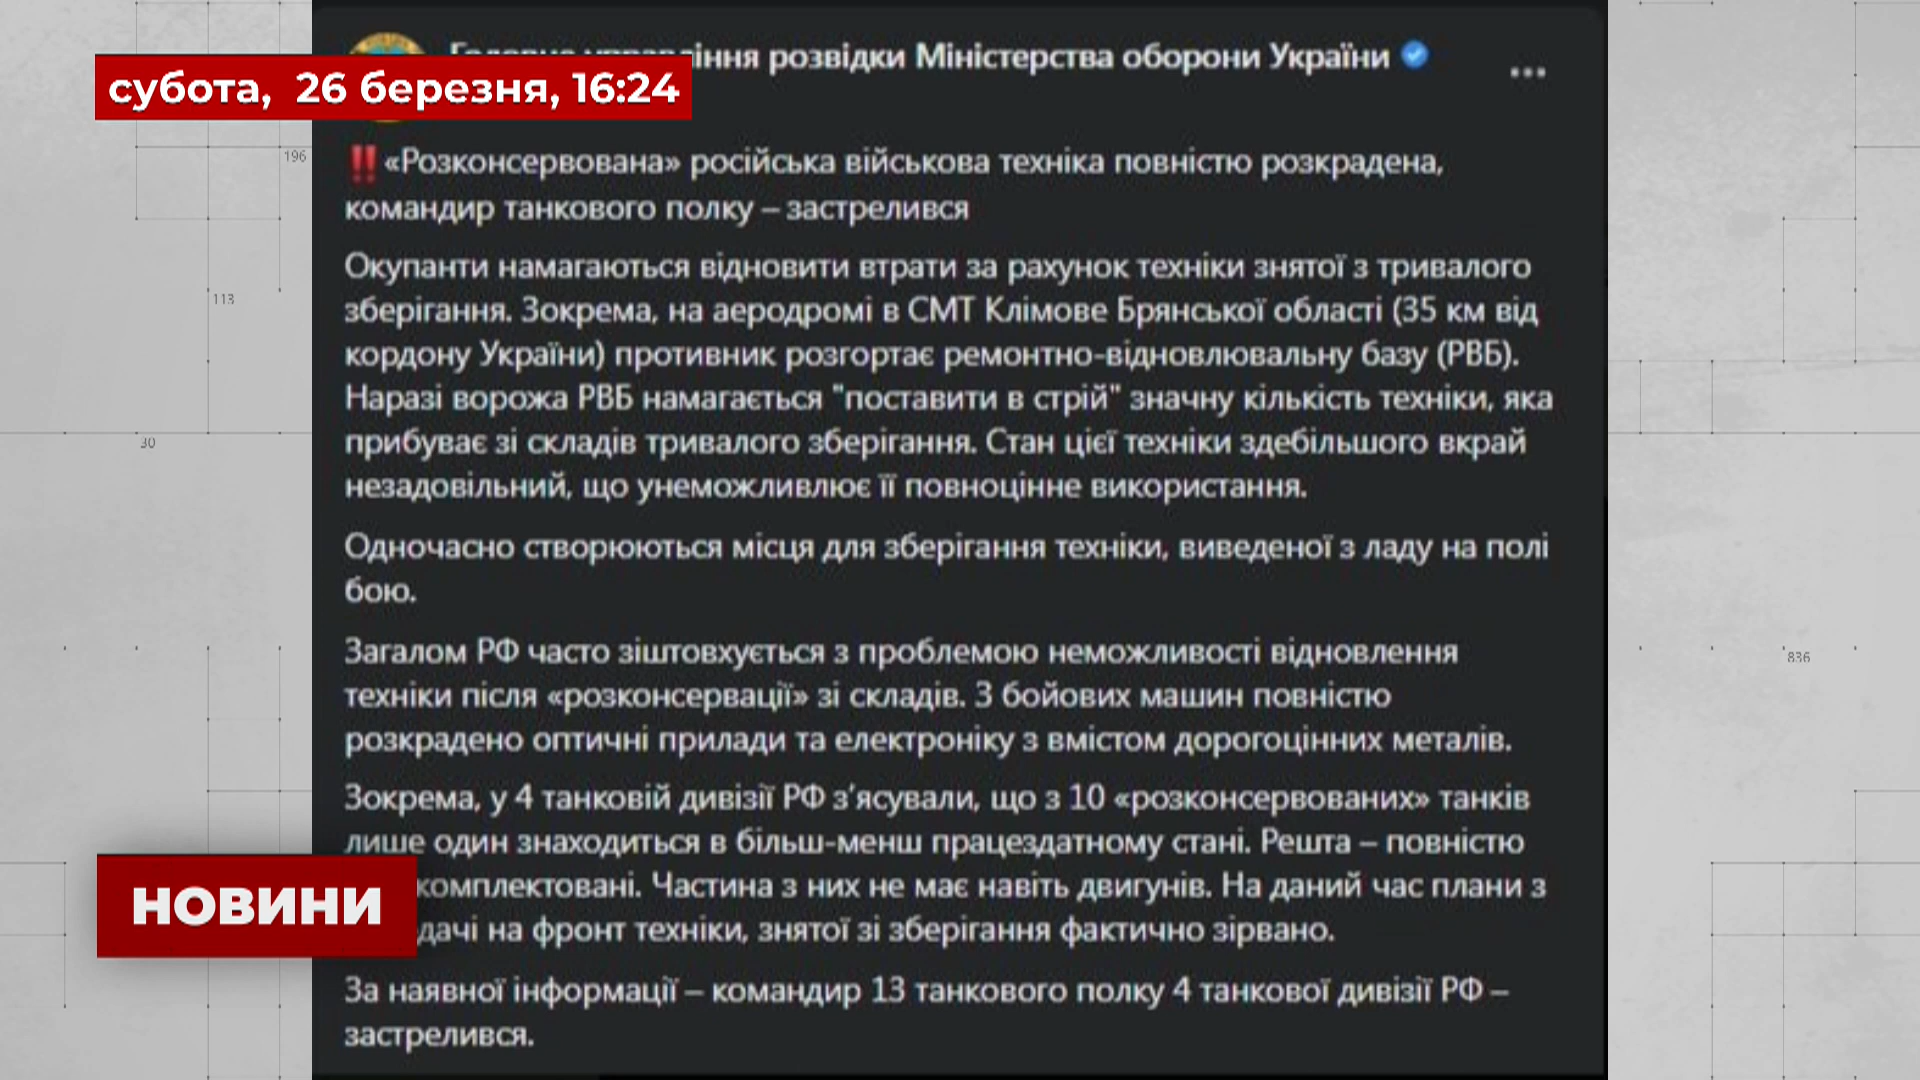 Головне управління розвідки Міністерства оборони України
субота, 26 березня, 16:24
...
‼«Розконсервована» російська військова техніка повністю розкрадена,
командир танкового полку – застрелився
Окупанти намагаються відновити втрати за рахунок техніки знятої з тривалого
зберігання. Зокрема, на аеродромі в СМТ Клімове Брянської області (35 км від
кордону України) противник розгортає ремонтно-відновлювальну базу (РВБ).
Наразі ворожа РВБ намагається "поставити в стрій" значну кількість техніки, яка
прибуває зі складів тривалого зберігання. Стан цієї техніки здебільшого вкрай
незадовільний, що унеможливлює її повноцінне використання.
Одночасно створюються місця для зберігання техніки, виведеної з ладу на полі
бою.
Загалом РФ часто зіштовхується з проблемою неможливості відновлення
техніки після «розконсервації» зі складів. З бойових машин повністю
розкрадено оптичні прилади та електроніку з вмістом дорогоцінних металів.
Зокрема, у 4 танковій дивізії РФ з’ясували, що з 10 «розконсервованих» танків
лише один знаходиться в більш-менш працездатному стані. Решта – повністю
комплектовані. Частина з них не має навіть двигунів. На даний час плани з
дачі на фронт техніки, знятої зі зберігання фактично зірвано.
За наявної інформації – командир 13 танкового полку 4 танкової дивізії РФ –
застрелився.
НОВИНИ
196
113
30
836